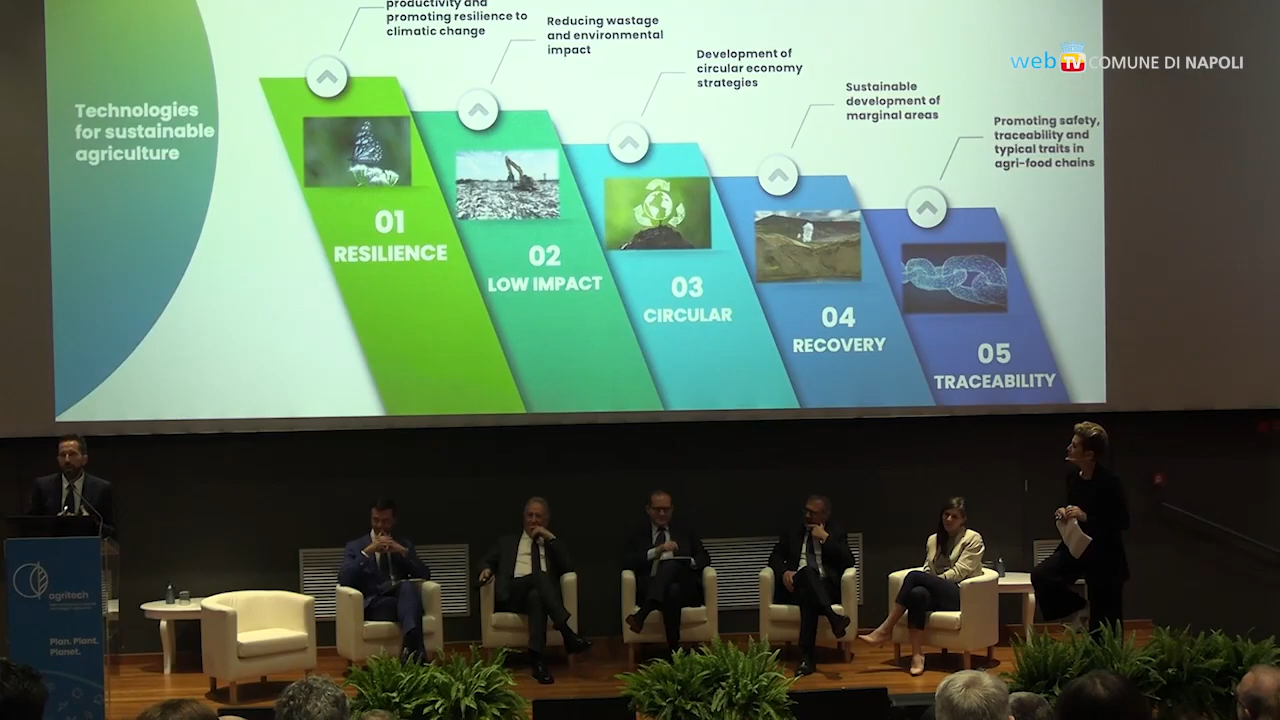 productivity and
promoting resilience to
climatic change
Reducing wastage
and environmental
impact
Development of
circular economy
strategies
Sustainable
development of
marginal areas
Promoting safety,
traceability and
typical traits in
agri-food chains
web TV COMUNE DI NAPOLI
Technologies
for sustainable
agriculture
01
RESILIENCE
02
LOW IMPACT
03
CIRCULAR
04
RECOVERY
05
TRACEABILITY
agritech
Plan. Plant.
Planet.